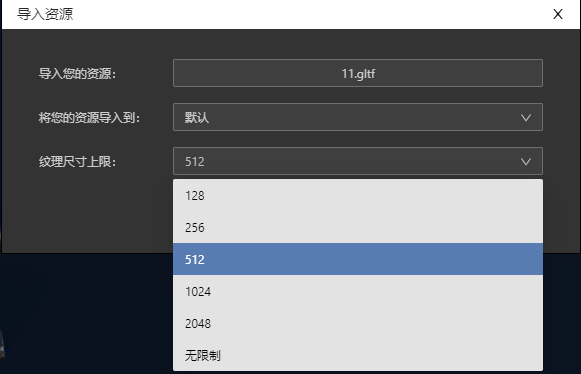 导入资源 X
导入您的资源： 11.gltf
将您的资源导入到： 默认
纹理尺寸上限： 512
128
256
512
1024
2048
无限制